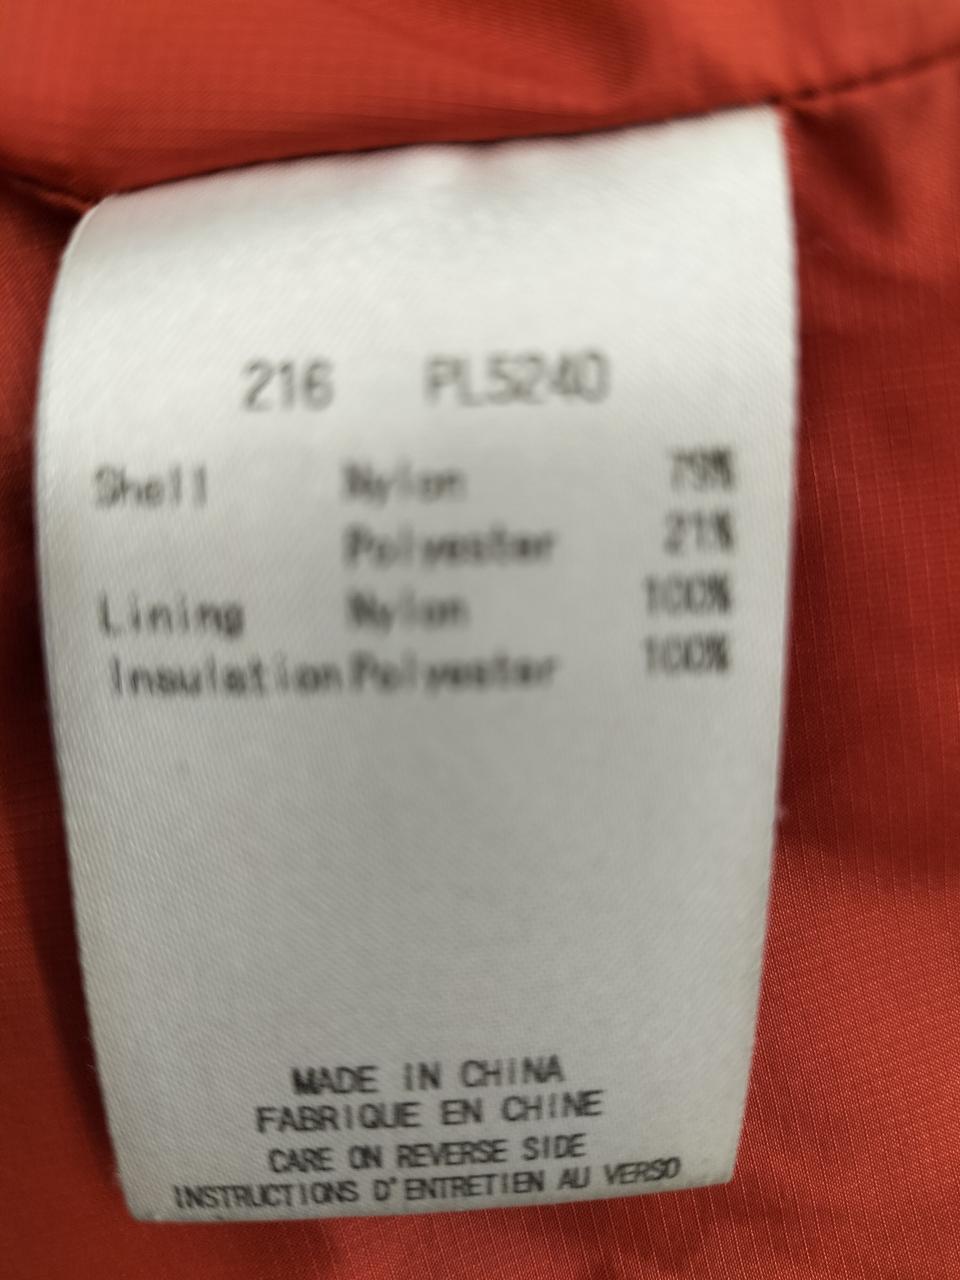 216 PL5240
Shell Nylon 79%
Polyester 21%
Lining Nylon 100%
Insulation Polyester 100%
MADE IN CHINA
FABRIQUE EN CHINE
CARE ON REVERSE SIDE
INSTRUCTIONS D'ENTRETIEN AU VERSO